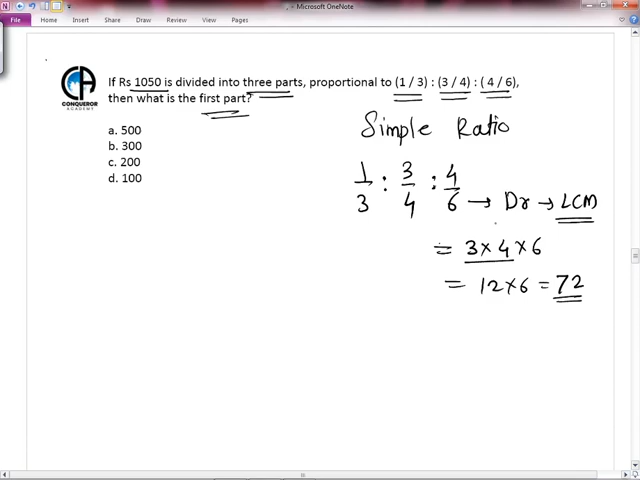 Microsoft OneNote
File Home Insert Share Draw Review View
If Rs 1050 is divided into three parts, proportional to (1 / 3) : (3 / 4) : ( 4 / 6),
then what is the first part?
CONQUEROR
ACADEMY
a. 500
b. 300
c. 200
d. 100
Simple Ratio
1/3 : 3/4 : 4/6 → Dr → LCM
= 3 × 4 × 6
= 12 × 6 = 72